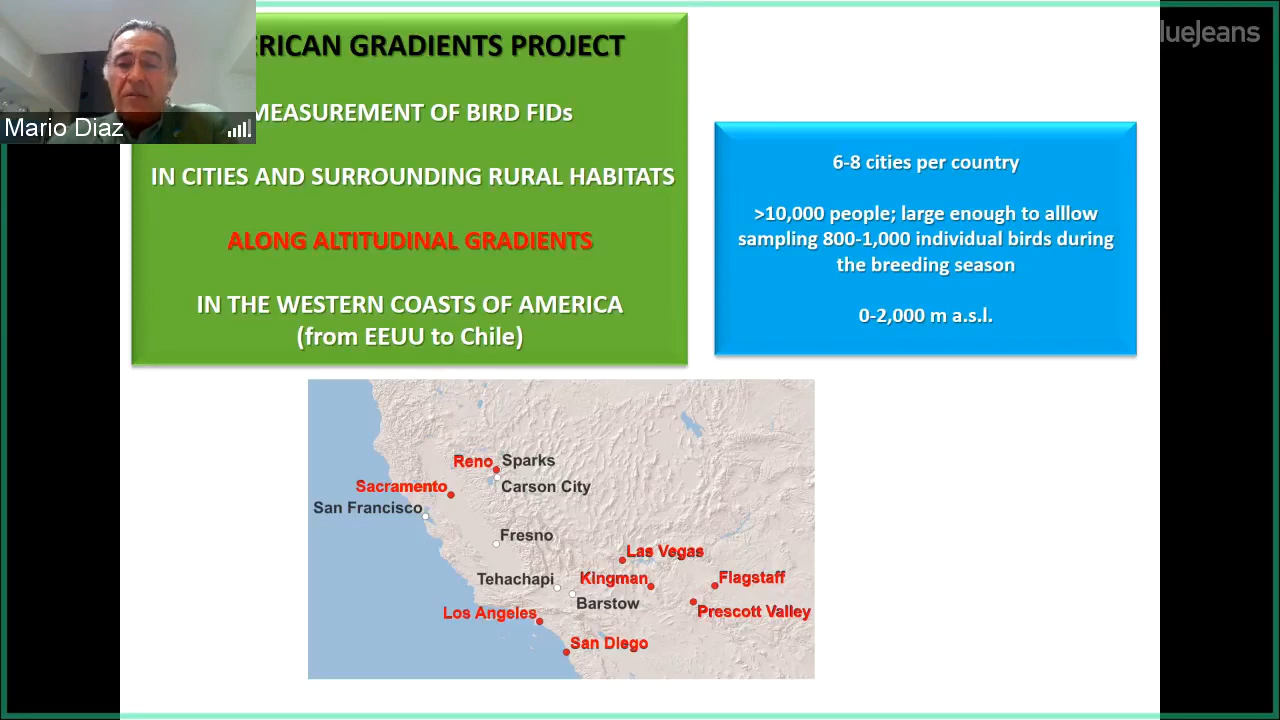 ERICAN GRADIENTS PROJECT
MEASUREMENT OF BIRD FIDs
IN CITIES AND SURROUNDING RURAL HABITATS
ALONG ALTITUDINAL GRADIENTS
IN THE WESTERN COASTS OF AMERICA
(from EEUU to Chile)
Mario Diaz
lueJeans
6-8 cities per country
>10,000 people; large enough to alllow
sampling 800-1,000 individual birds during
the breeding season
0-2,000 m a.s.l.
Reno
Sparks
Sacramento
Carson City
San Francisco
Fresno
Las Vegas
Tehachapi
Kingman
Flagstaff
Barstow
Los Angeles
Prescott Valley
San Diego